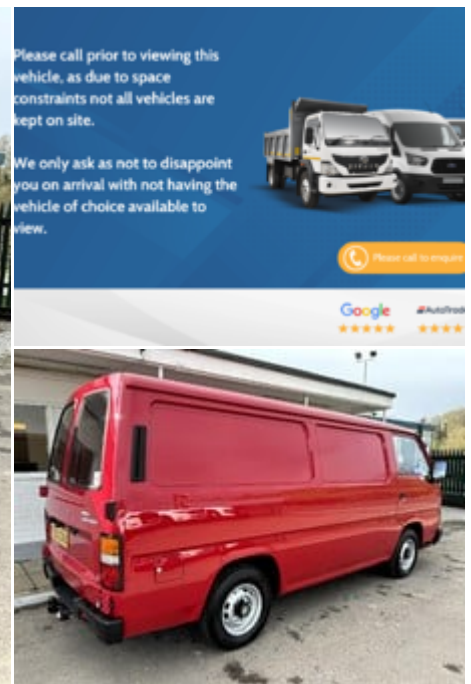 Please call prior to viewing this
vehicle, as due to space
constraints not all vehicles are
kept on site.
We only ask as not to disappoint
you on arrival with not having the
vehicle of choice available to
view.
Please call to enquire
Google